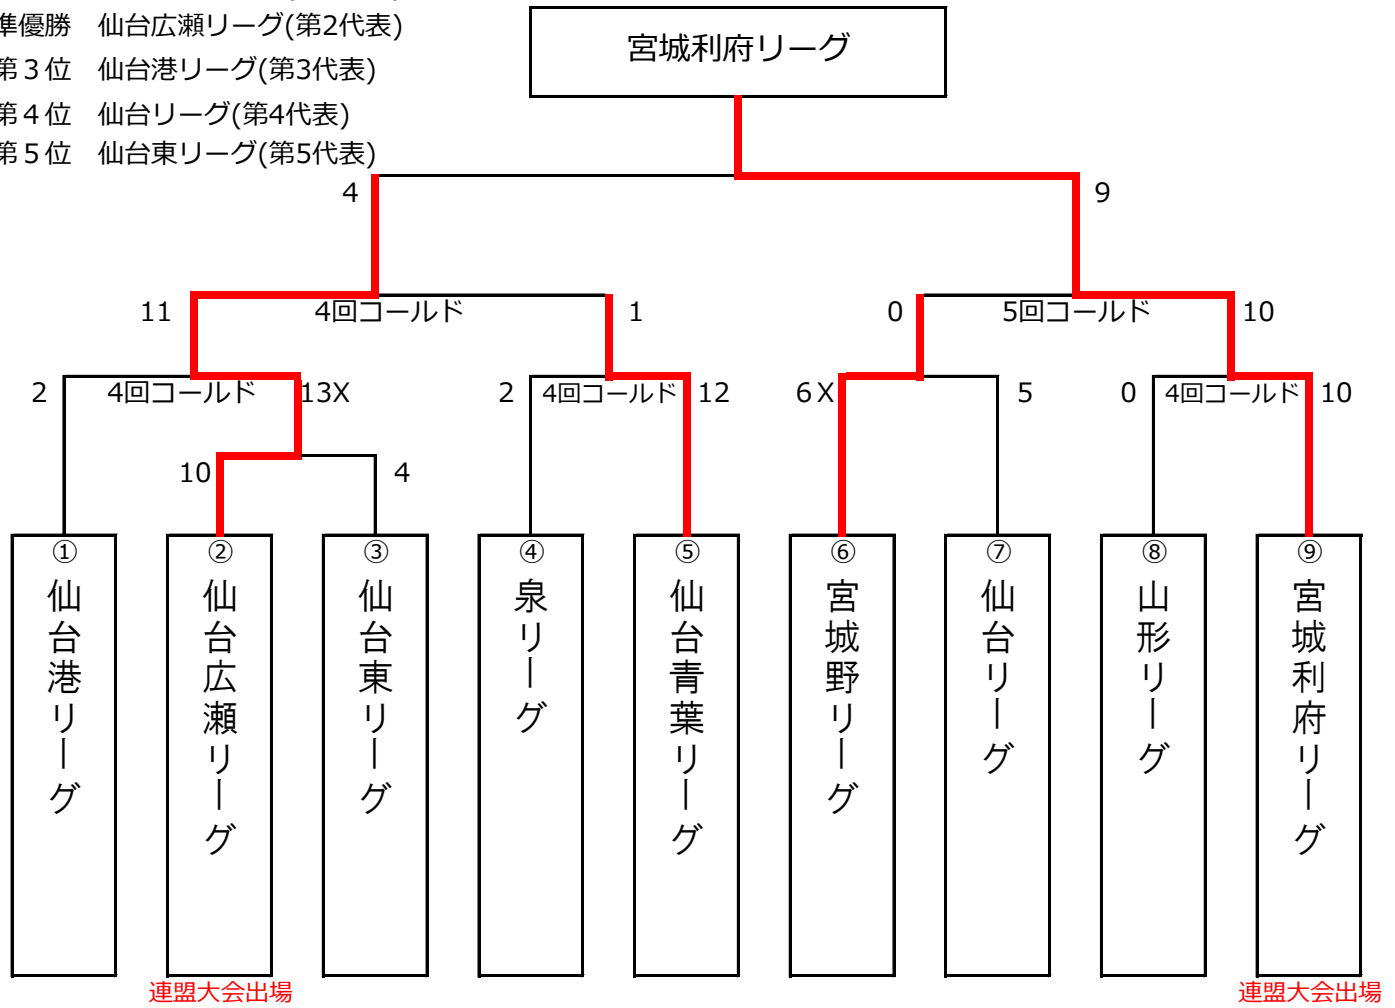 準優勝　仙台広瀬リーグ(第2代表)
宮城利府リーグ
第３位　仙台港リーグ(第3代表)
第４位　仙台リーグ(第4代表)
第５位　仙台東リーグ(第5代表)
4
9
11
4回コールド
1
0
5回コールド
10
2
4回コールド
13X
2
4回コールド
12
6X
5
0
4回コールド
10
10
4
①
仙台港リーグ
②
仙台広瀬リーグ
③
仙台東リーグ
④
泉リーグ
⑤
仙台青葉リーグ
⑥
宮城野リーグ
⑦
仙台リーグ
⑧
山形リーグ
⑨
宮城利府リーグ
連盟大会出場
連盟大会出場